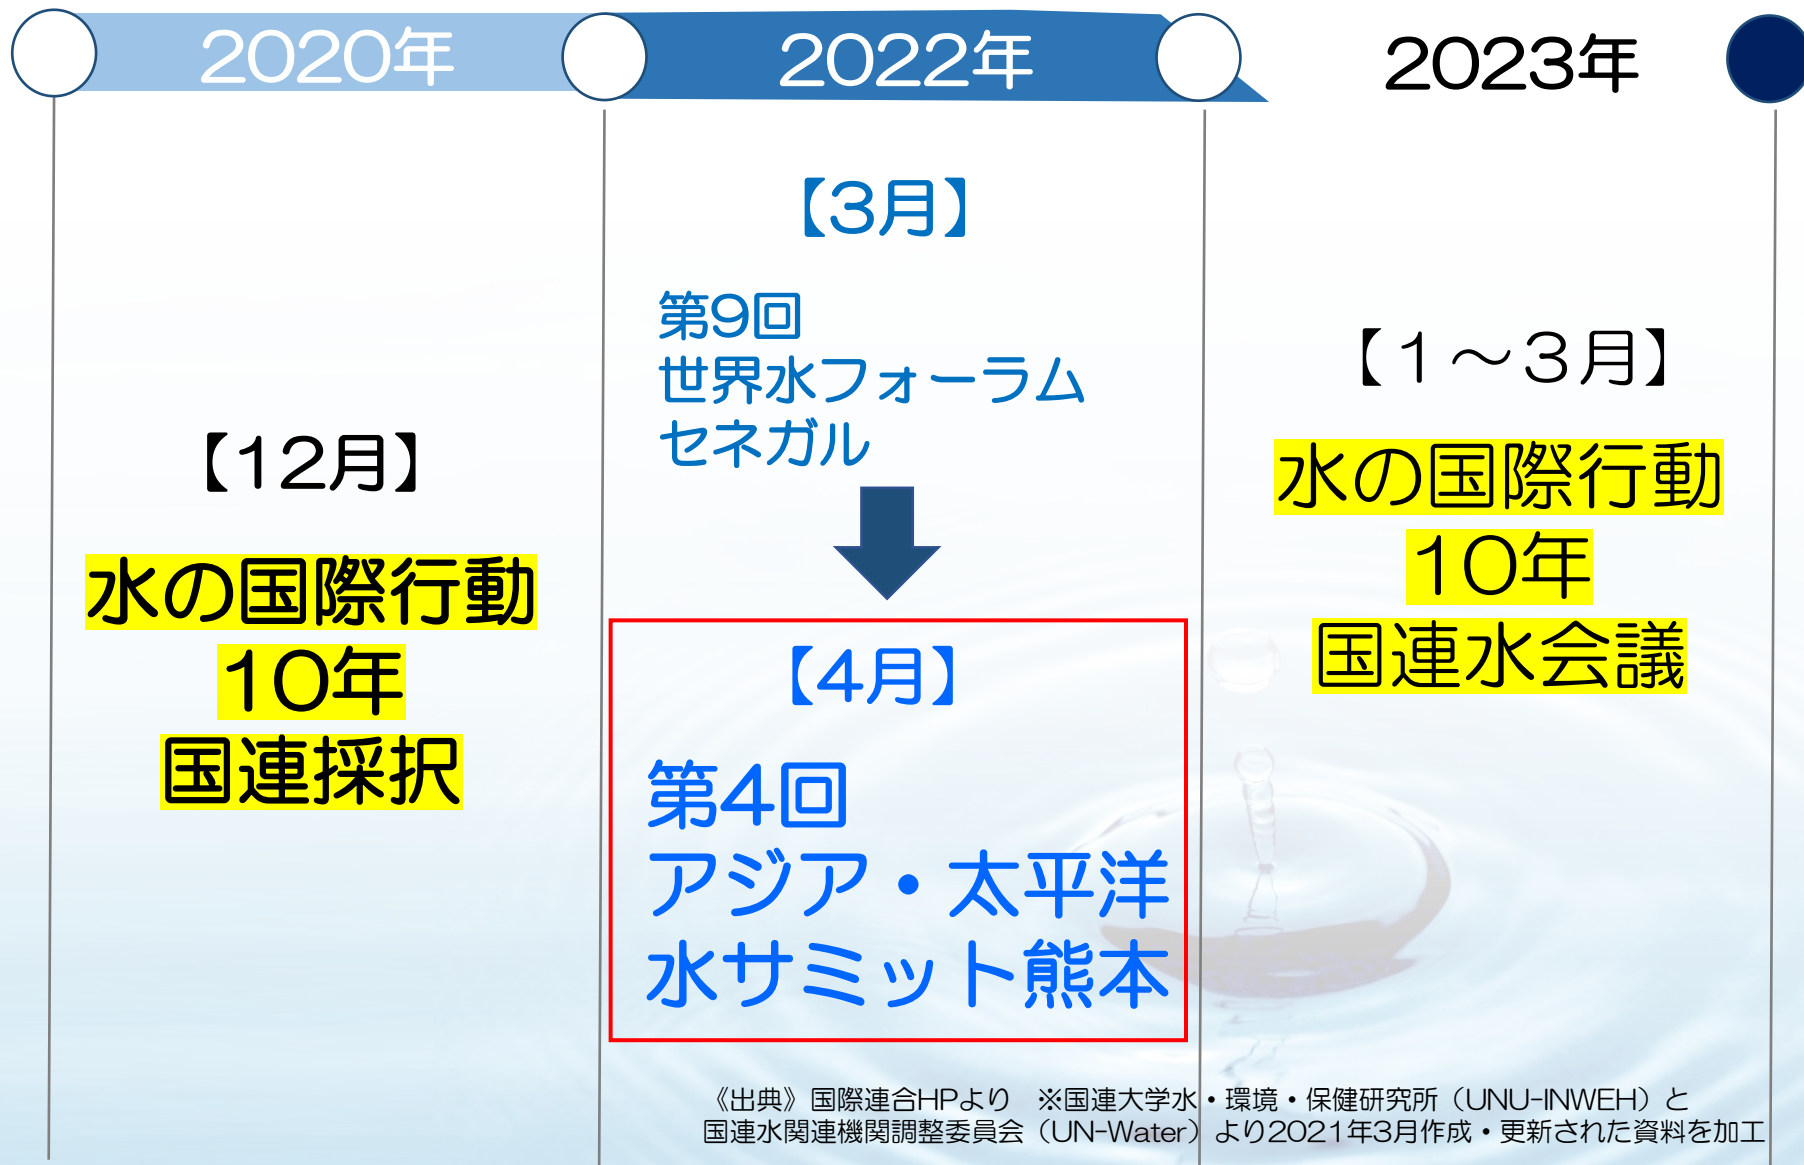 2020年
2022年
2023年
【12月】
水の国際行動
10年
国連採択
【3月】
第9回
世界水フォーラム
セネガル
【4月】
第4回
アジア・太平洋
水サミット熊本
【１～３月】
水の国際行動
10年
国連水会議
《出典》国際連合HPより　※国連大学水・環境・保健研究所（UNU-INWEH）と
国連水関連機関調整委員会（UN-Water）より2021年3月作成・更新された資料を加工